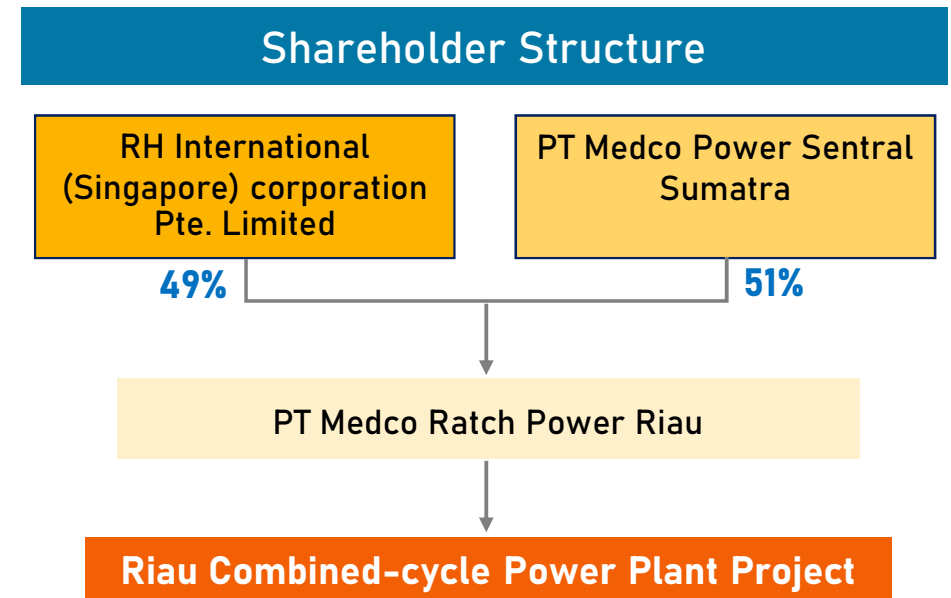 Shareholder Structure
RH International
(Singapore) corporation
Pte. Limited
PT Medco Power Sentral
Sumatra
49%
51%
PT Medco Ratch Power Riau
Riau Combined-cycle Power Plant Project